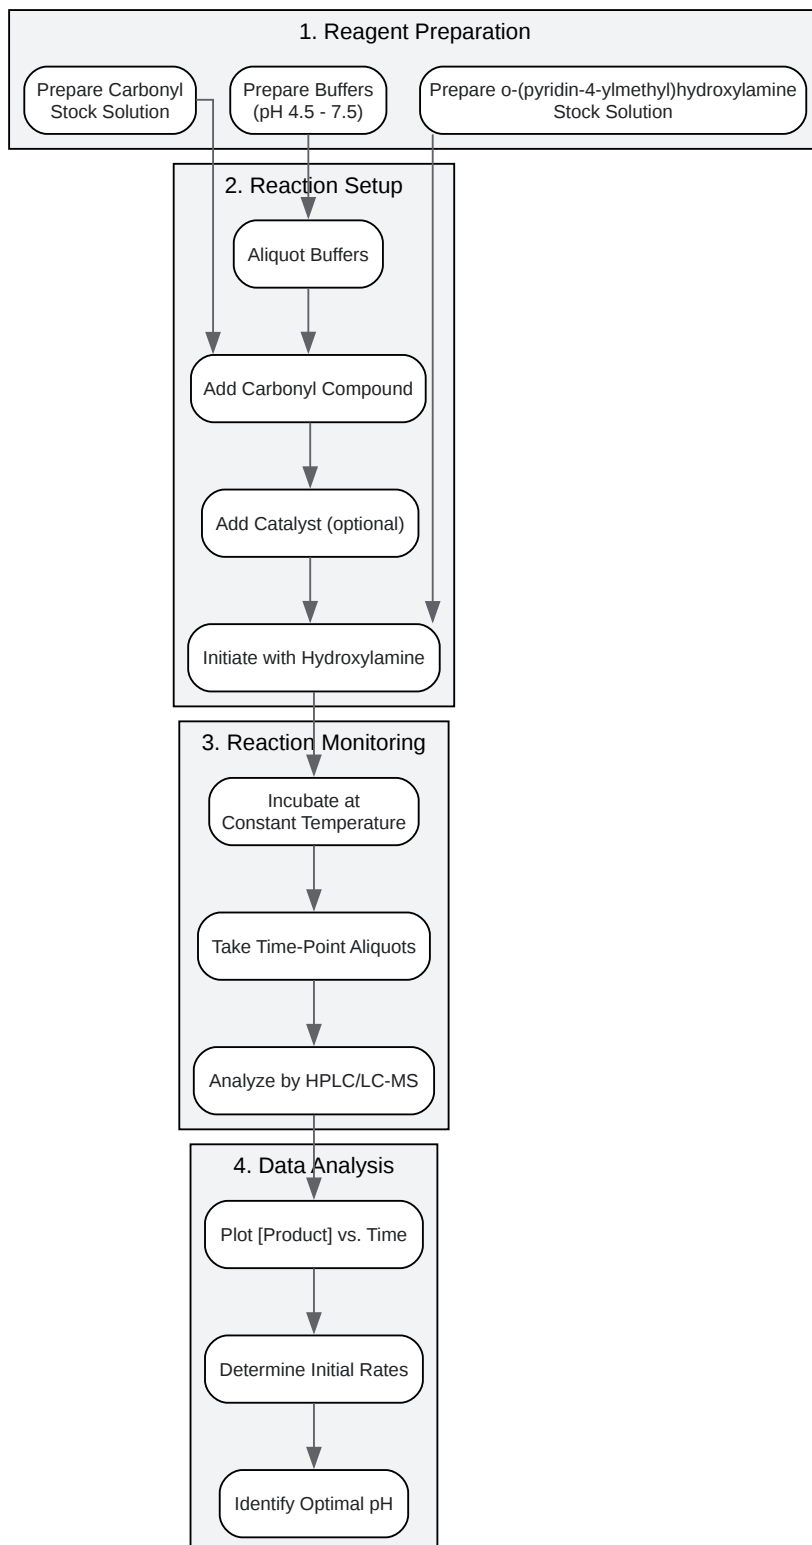 1. Reagent Preparation
Prepare Carbonyl
Stock Solution
Prepare Buffers
(pH 4.5 - 7.5)
Prepare o-(pyridin-4-ylmethyl)hydroxylamine
Stock Solution
2. Reaction Setup
Aliquot Buffers
Add Carbonyl Compound
Add Catalyst (optional)
Initiate with Hydroxylamine
3. Reaction Monitoring
Incubate at
Constant Temperature
Take Time-Point Aliquots
Analyze by HPLC/LC-MS
4. Data Analysis
Plot [Product] vs. Time
Determine Initial Rates
Identify Optimal pH